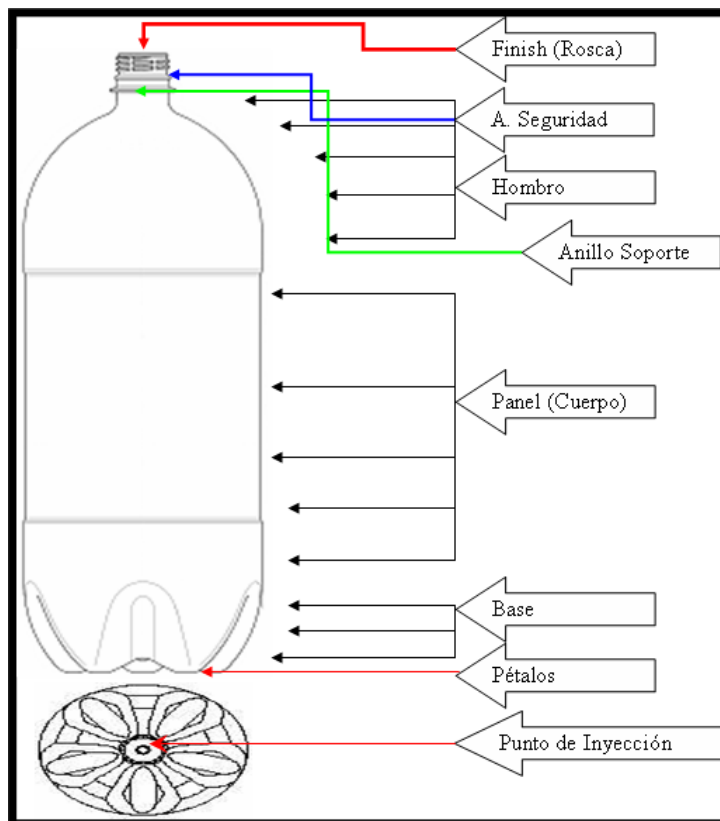 Finish (Rosca)
A. Seguridad
Hombro
Anillo Soporte
Panel (Cuerpo)
Base
Pétalos
Punto de Inyección